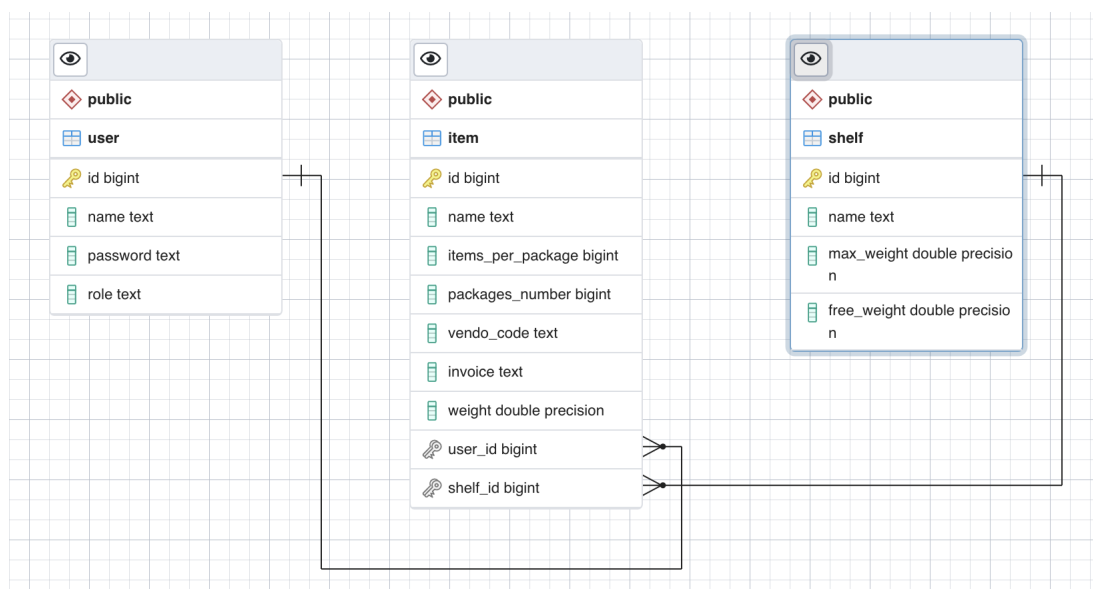 public
user
id bigint
name text
password text
role text
public
item
id bigint
name text
items_per_package bigint
packages_number bigint
vendo_code text
invoice text
weight double precision
user_id bigint
shelf_id bigint
public
shelf
id bigint
name text
max_weight double precisio
n
free_weight double precisio
n